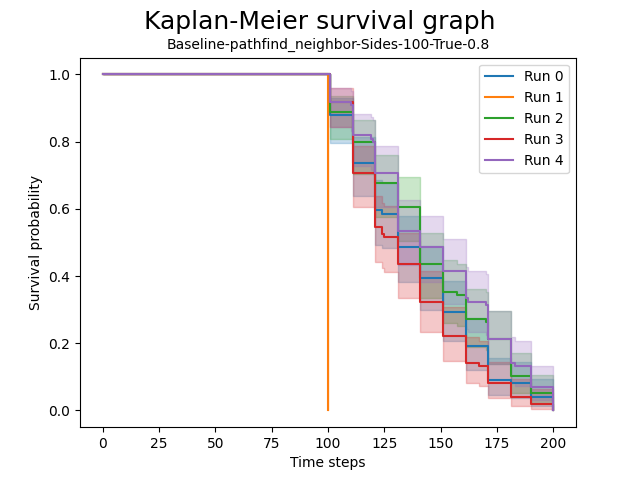 Kaplan-Meier survival graph
Baseline-pathfind_neighbor-Sides-100-True-0.8
Survival probability
1.0
0.8
0.6
0.4
0.2
0.0
Run 0
Run 1
Run 2
Run 3
Run 4
0 25 50 75 100 125 150 175 200
Time steps